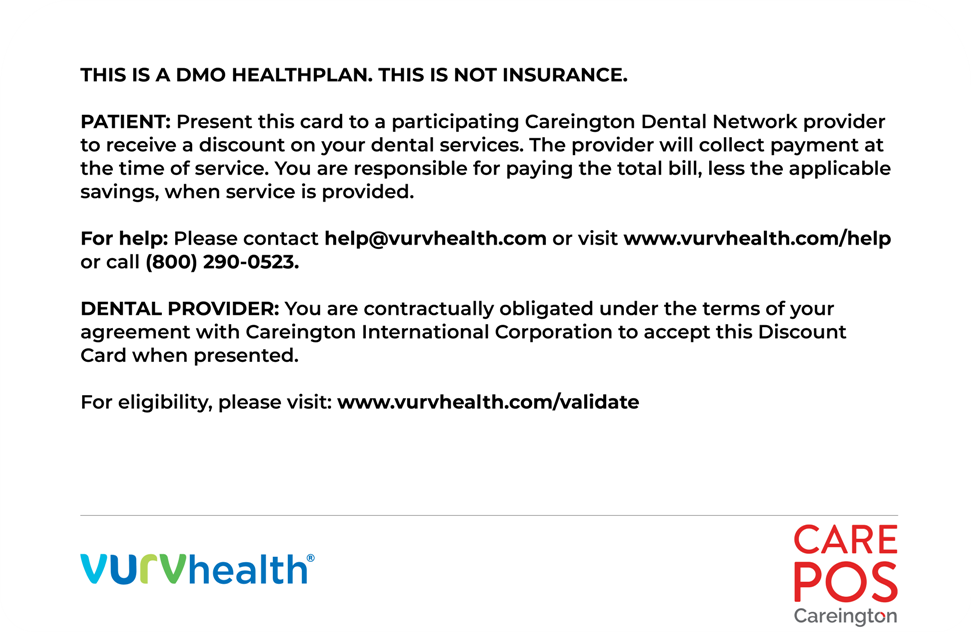 THIS IS A DMO HEALTHPLAN. THIS IS NOT INSURANCE.
PATIENT: Present this card to a participating Careington Dental Network provider
to receive a discount on your dental services. The provider will collect payment at
the time of service. You are responsible for paying the total bill, less the applicable
savings, when service is provided.
For help: Please contact help@vurvhealth.com or visit www.vurvhealth.com/help
or call (800) 290-0523.
DENTAL PROVIDER: You are contractually obligated under the terms of your
agreement with Careington International Corporation to accept this Discount
Card when presented.
For eligibility, please visit: www.vurvhealth.com/validate
vurvhealth®
CARE
POS
Careington